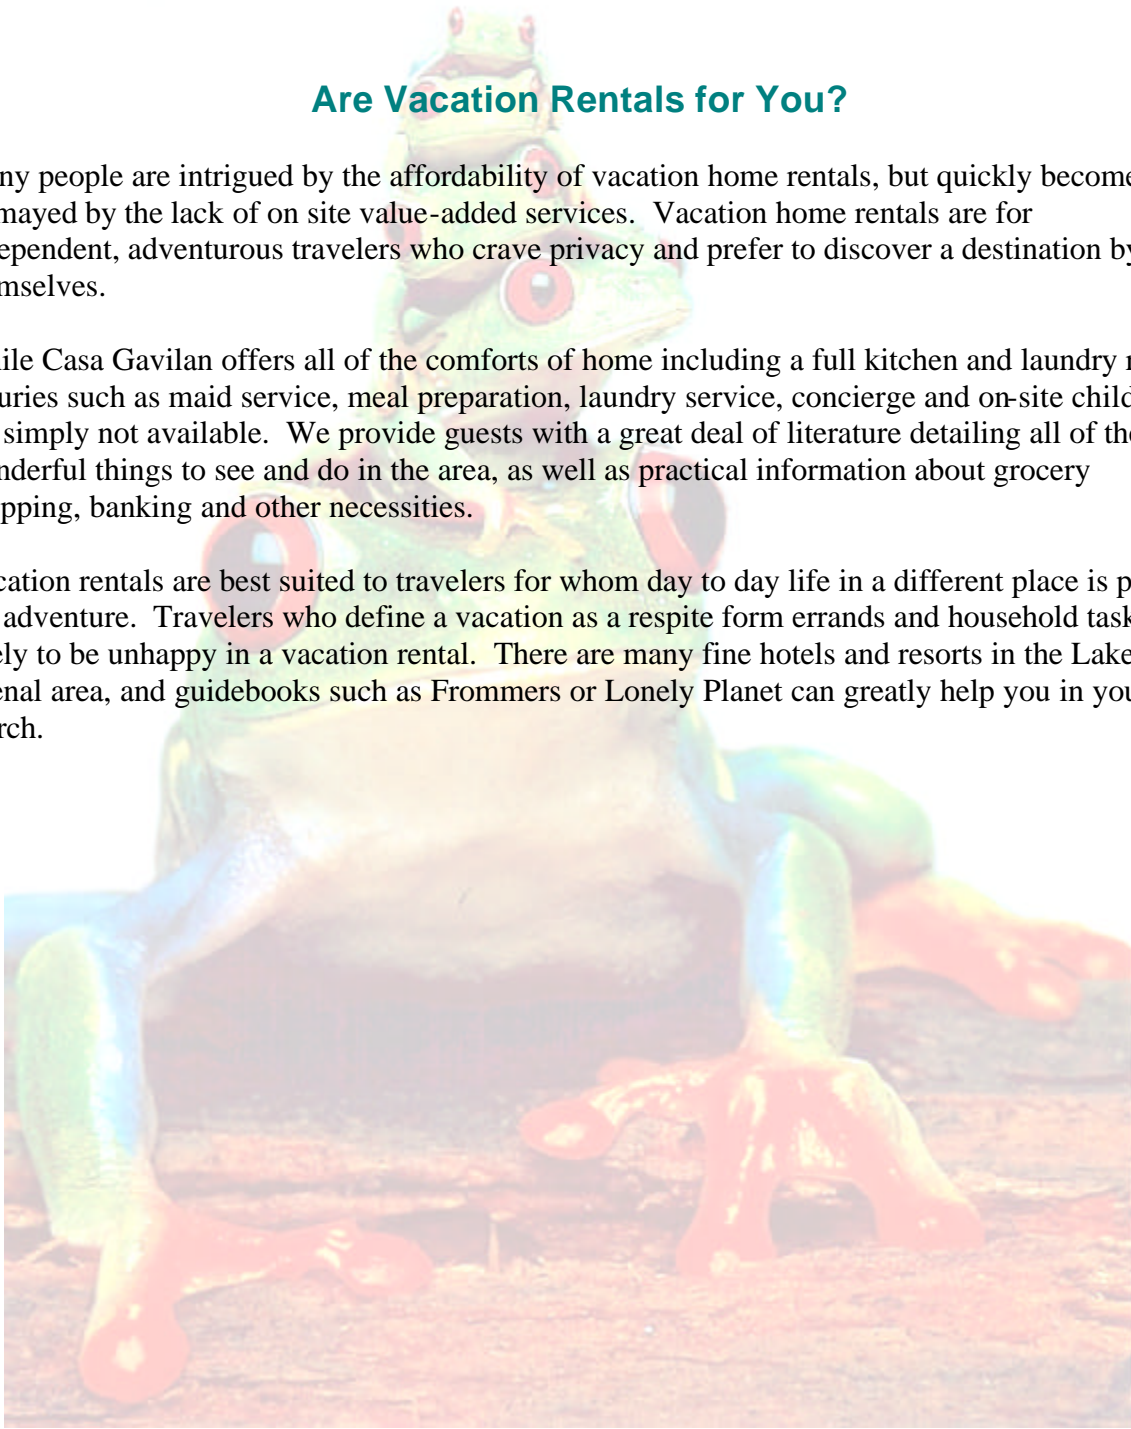 Are Vacation Rentals for You?
ny people are intrigued by the affordability of vacation home rentals, but quickly become
mayed by the lack of on site value-added services. Vacation home rentals are for
ependent, adventurous travelers who crave privacy and prefer to discover a destination by
mselves.
ile Casa Gavilan offers all of the comforts of home including a full kitchen and laundry r
uries such as maid service, meal preparation, laundry service, concierge and on-site child
simply not available. We provide guests with a great deal of literature detailing all of the
nderful things to see and do in the area, as well as practical information about grocery
pping, banking and other necessities.
cation rentals are best suited to travelers for whom day to day life in a different place is p
adventure. Travelers who define a vacation as a respite form errands and household task
ely to be unhappy in a vacation rental. There are many fine hotels and resorts in the Lake
enal area, and guidebooks such as Frommers or Lonely Planet can greatly help you in you
rch.